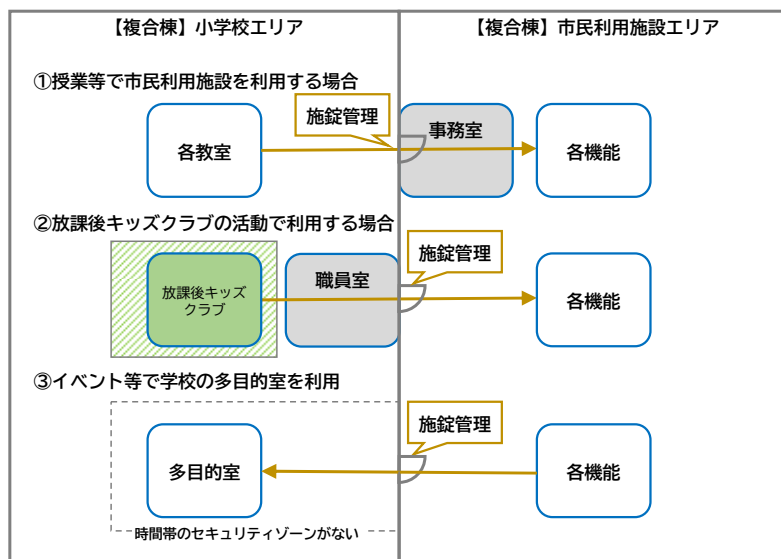 【複合棟】小学校エリア
【複合棟】市民利用施設エリア
①授業等で市民利用施設を利用する場合
施錠管理
各教室
事務室
各機能
②放課後キッズクラブの活動で利用する場合
施錠管理
放課後キッズ
クラブ
職員室
各機能
③イベント等で学校の多目的室を利用
施錠管理
多目的室
各機能
時間帯のセキュリティゾーンがない